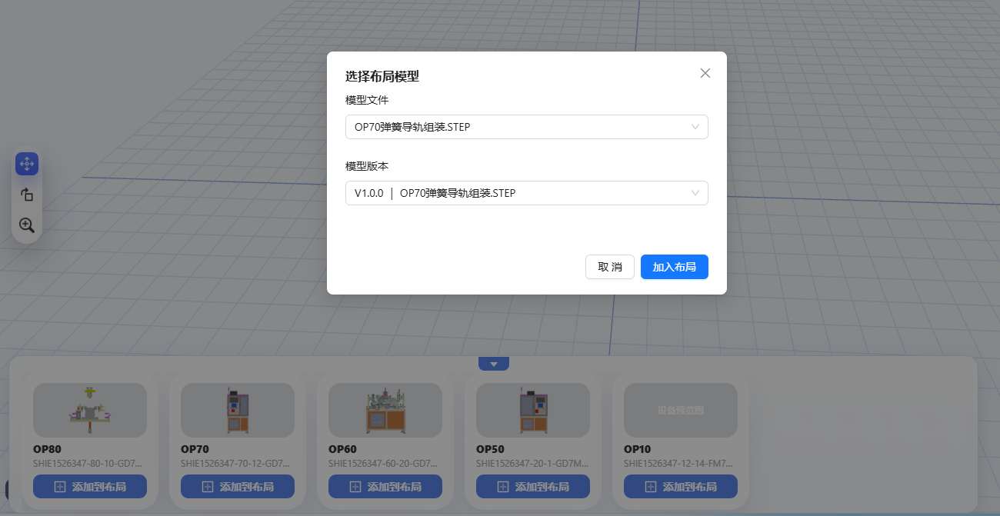 选择布局模型
模型文件
OP70弹簧导轨组装.STEP
模型版本
V1.0.0 | OP70弹簧导轨组装.STEP
取 消
加入布局
设备预览图
OP80
SHIE1526347-80-10-GD7...
添加到布局
OP70
SHIE1526347-70-12-GD7...
添加到布局
OP60
SHIE1526347-60-20-GD7...
添加到布局
OP50
SHIE1526347-20-1-GD7M...
添加到布局
OP10
SHIE1526347-12-14-FM7...
添加到布局